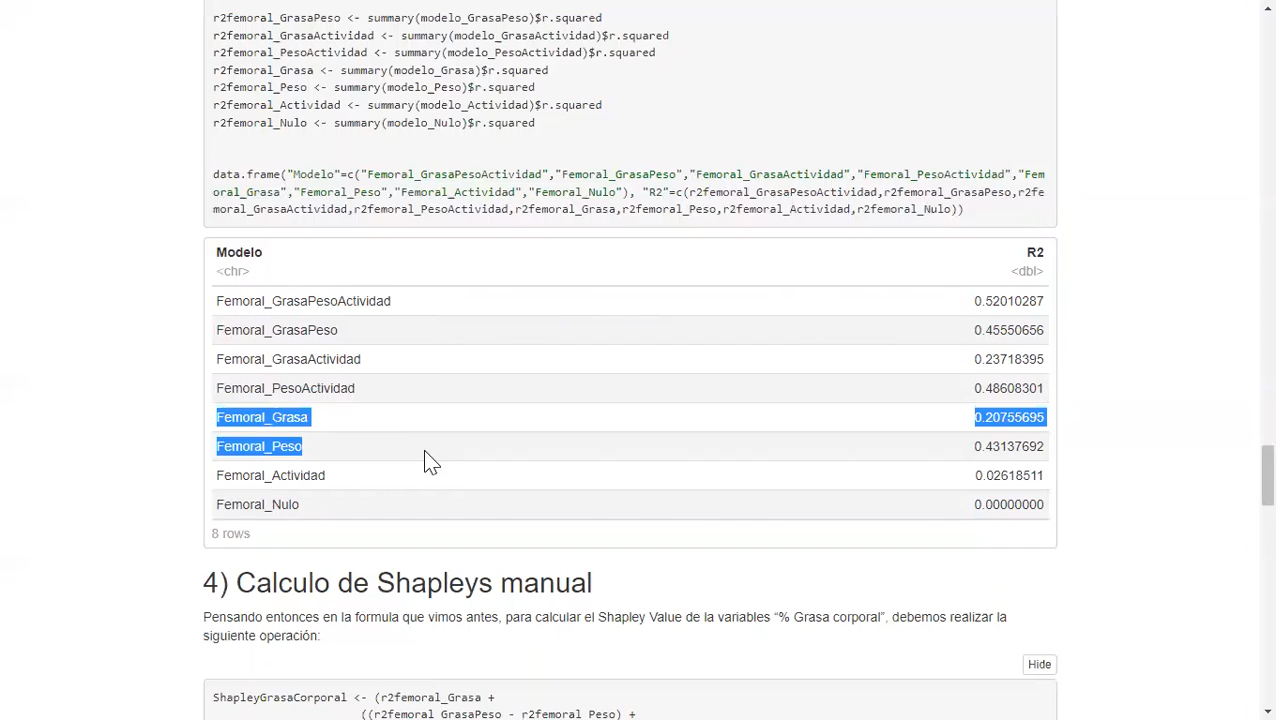 r2femoral_GrasaPeso <- summary(modelo_GrasaPeso)$r.squared
r2femoral_GrasaActividad <- summary(modelo_GrasaActividad)$r.squared
r2femoral_PesoActividad <- summary(modelo_PesoActividad)$r.squared
r2femoral_Grasa <- summary(modelo_Grasa)$r.squared
r2femoral_Peso <- summary(modelo_Peso)$r.squared
r2femoral_Actividad <- summary(modelo_Actividad)$r.squared
r2femoral_Nulo <- summary(modelo_Nulo)$r.squared
data.frame("Modelo"=c("Femoral_GrasaPesoActividad","Femoral_GrasaPeso","Femoral_GrasaActividad","Femoral_PesoActividad","Fem
oral_Grasa","Femoral_Peso","Femoral_Actividad","Femoral_Nulo"), "R2"=c(r2femoral_GrasaPesoActividad,r2femoral_GrasaPeso,r2fe
moral_GrasaActividad,r2femoral_PesoActividad,r2femoral_Grasa,r2femoral_Peso,r2femoral_Actividad,r2femoral_Nulo))
Modelo R2
<chr> <dbl>
Femoral_GrasaPesoActividad 0.52010287
Femoral_GrasaPeso 0.45550656
Femoral_GrasaActividad 0.23718395
Femoral_PesoActividad 0.48608301
Femoral_Grasa 0.20755695
Femoral_Peso 0.43137692
Femoral_Actividad 0.02618511
Femoral_Nulo 0.00000000
8 rows
4) Calculo de Shapleys manual
Pensando entonces en la formula que vimos antes, para calcular el Shapley Value de la variables “% Grasa corporal”, debemos realizar la
siguiente operación:
Hide
ShapleyGrasaCorporal <- (r2femoral_Grasa +
((r2femoral_GrasaPeso - r2femoral_Peso) +